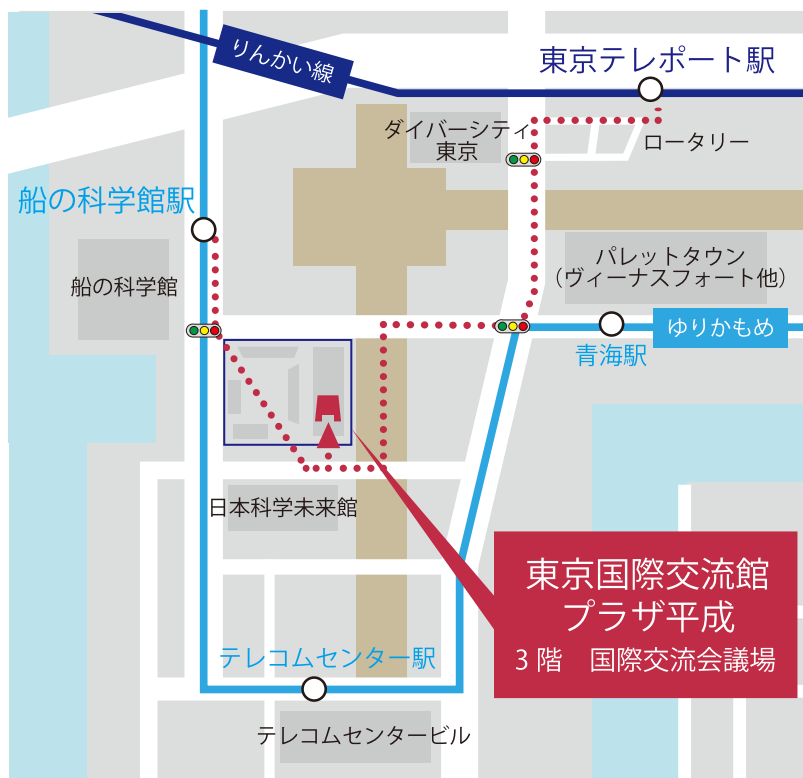 りんかい線
東京テレポート駅
ダイバーシティ
東京
ロータリー
船の科学館駅
パレットタウン
（ヴィーナスフォート他）
船の科学館
ゆりかもめ
青海駅
日本科学未来館
東京国際交流館
プラザ平成
3階　国際交流会議場
テレコムセンター駅
テレコムセンタービル